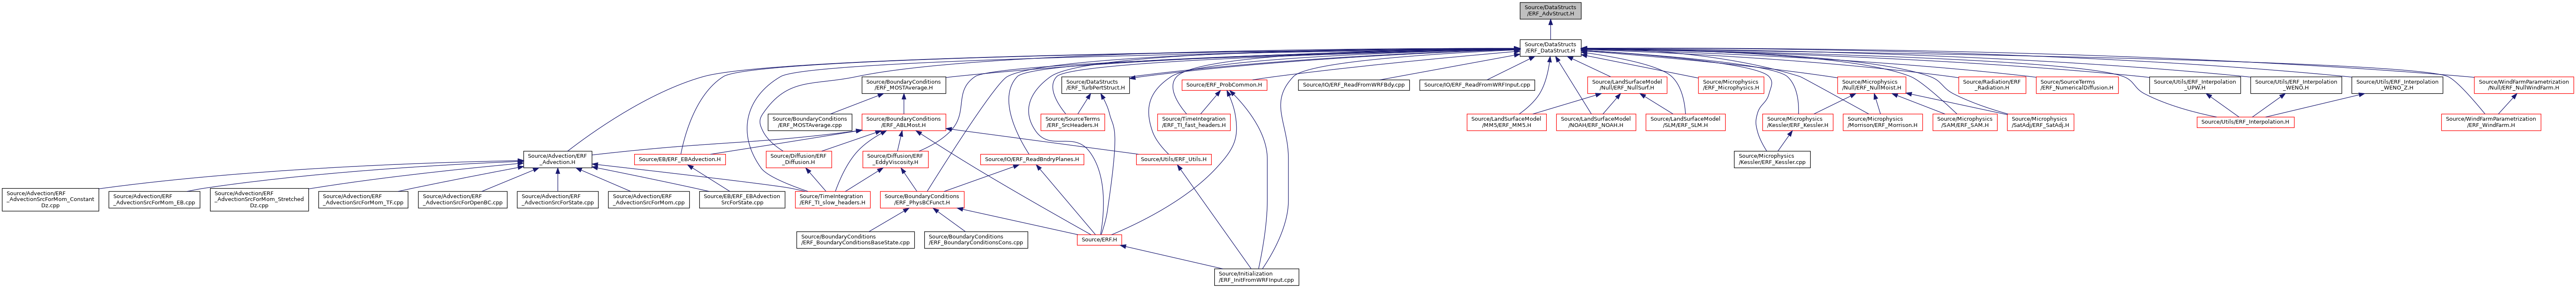 Source/DataStructs
/ERF_AdvStruct.H
Source/DataStructs
/ERF_DataStruct.H
Source/BoundaryConditions
/ERF_MOSTAverage.H
Source/DataStructs
/ERF_TurbPertStruct.H
Source/ERF_ProbCommon.H
Source/IO/ERF_ReadFromWRFBdy.cpp
Source/IO/ERF_ReadFromWRFInput.cpp
Source/LandSurfaceModel
/Null/ERF_NullSurf.H
Source/Microphysics
/ERF_Microphysics.H
Source/Microphysics
/Null/ERF_NullMoist.H
Source/Radiation/ERF
_Radiation.H
Source/SourceTerms
/ERF_NumericalDiffusion.H
Source/Utils/ERF_Interpolation
_UPW.H
Source/Utils/ERF_Interpolation
_WENO.H
Source/Utils/ERF_Interpolation
_WENO_Z.H
Source/WindFarmParametrization
/Null/ERF_NullWindFarm.H
Source/BoundaryConditions
/ERF_MOSTAverage.cpp
Source/BoundaryConditions
/ERF_ABLMost.H
Source/SourceTerms
/ERF_SrcHeaders.H
Source/TimeIntegration
/ERF_TI_fast_headers.H
Source/LandSurfaceModel
/MM5/ERF_MM5.H
Source/LandSurfaceModel
/NOAH/ERF_NOAH.H
Source/LandSurfaceModel
/SLM/ERF_SLM.H
Source/Microphysics
/Kessler/ERF_Kessler.H
Source/Microphysics
/Morrison/ERF_Morrison.H
Source/Microphysics
/SAM/ERF_SAM.H
Source/Microphysics
/SatAdj/ERF_SatAdj.H
Source/Utils/ERF_Interpolation.H
Source/WindFarmParametrization
/ERF_WindFarm.H
Source/Advection/ERF
_Advection.H
Source/EB/ERF_EBAdvection.H
Source/Diffusion/ERF
_Diffusion.H
Source/Diffusion/ERF
_EddyViscosity.H
Source/IO/ERF_ReadBndryPlanes.H
Source/Utils/ERF_Utils.H
Source/Microphysics
/Kessler/ERF_Kessler.cpp
Source/Advection/ERF
_AdvectionSrcForMom_Constant
Dz.cpp
Source/Advection/ERF
_AdvectionSrcForMom_EB.cpp
Source/Advection/ERF
_AdvectionSrcForMom_Stretched
Dz.cpp
Source/Advection/ERF
_AdvectionSrcForMom_TF.cpp
Source/Advection/ERF
_AdvectionSrcForOpenBC.cpp
Source/Advection/ERF
_AdvectionSrcForState.cpp
Source/Advection/ERF
_AdvectionSrcForMom.cpp
Source/EB/ERF_EBAdvection
SrcForState.cpp
Source/TimeIntegration
/ERF_TI_slow_headers.H
Source/BoundaryConditions
/ERF_PhysBCFunct.H
Source/BoundaryConditions
/ERF_BoundaryConditionsBaseState.cpp
Source/BoundaryConditions
/ERF_BoundaryConditionsCons.cpp
Source/ERF.H
Source/Initialization
/ERF_InitFromWRFInput.cpp